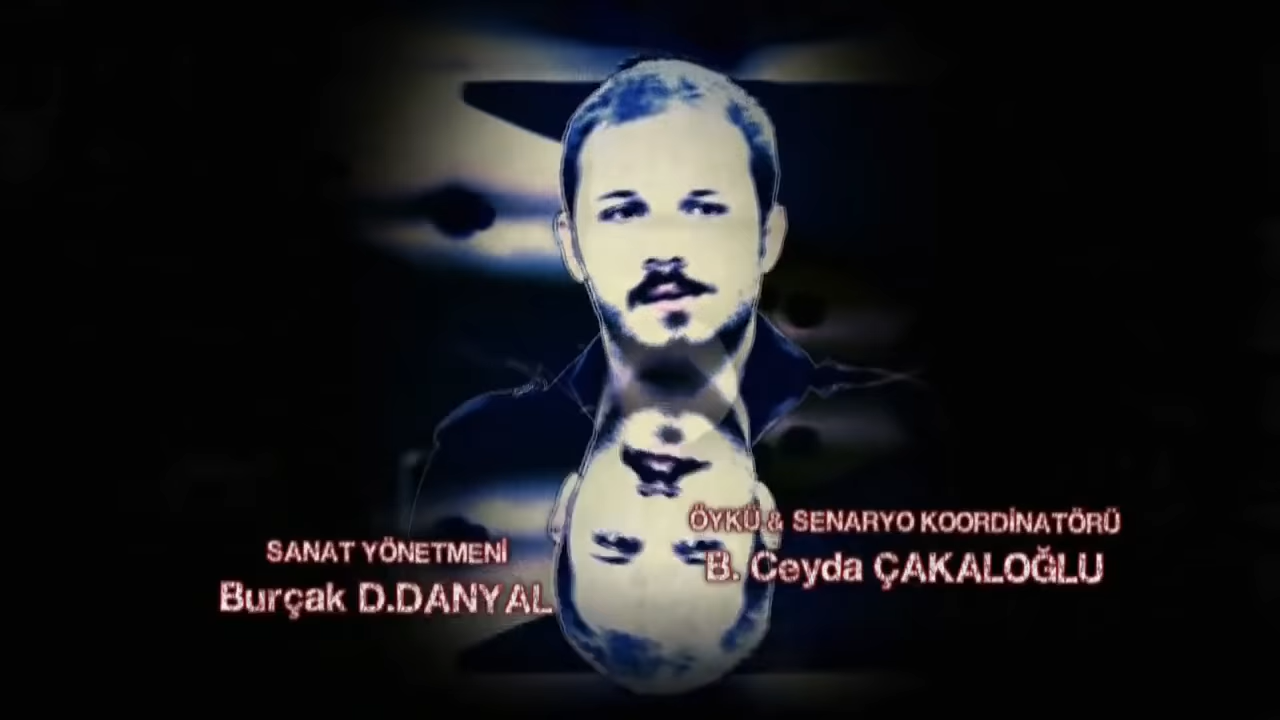 SANAT YÖNETMENİ
Burçak D.DANYAL
ÖYKÜ & SENARYO KOORDİNATÖRÜ
B. Ceyda ÇAKALOĞLU